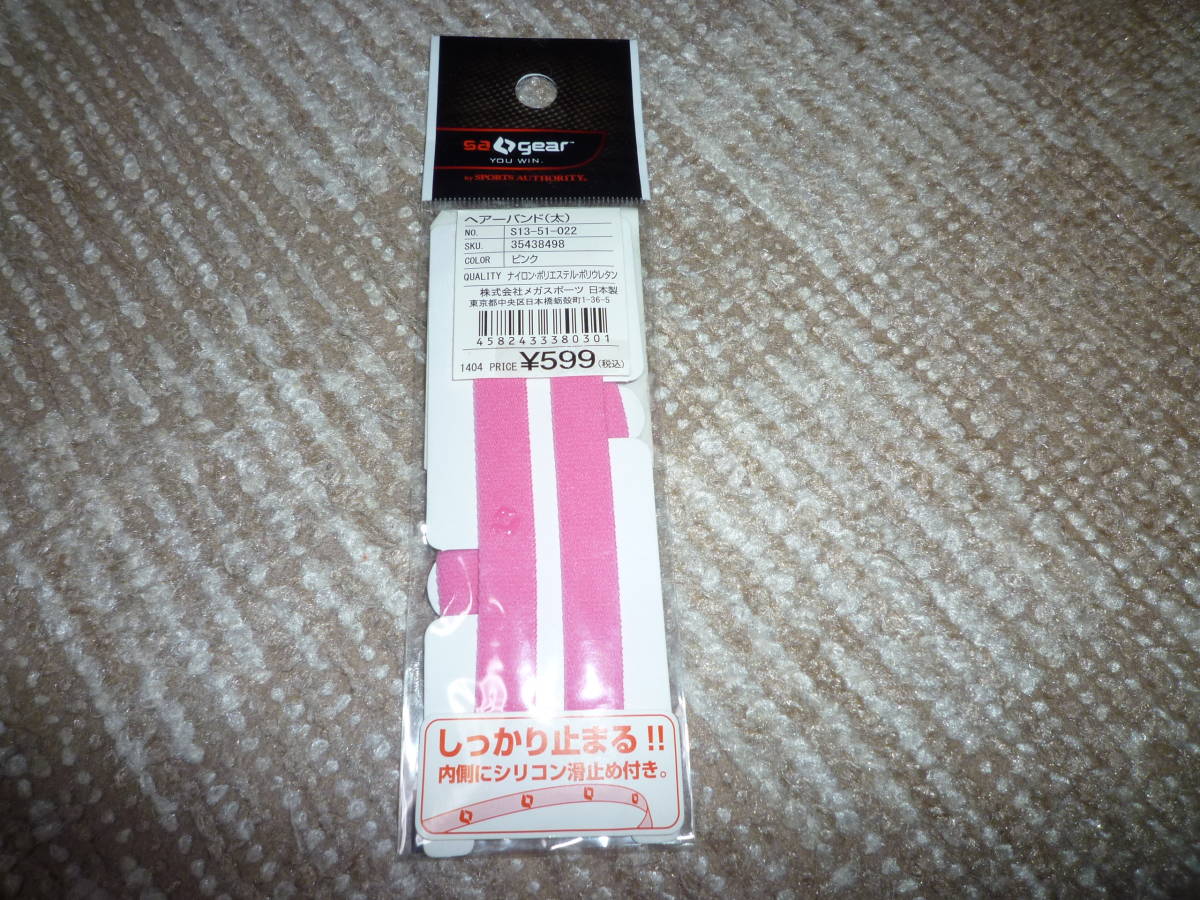 sa gear™
YOU WIN.
by SPORTS AUTHORITY®
ヘアーバンド(太)
NO. S13-51-022
SKU. 35438498
COLOR ピンク
QUALITY ナイロン・ポリエステル・ポリウレタン
株式会社メガスポーツ 日本製
東京都中央区日本橋蛎殻町1-36-5
4582433380301
1404 PRICE ¥599(税込)
しっかり止まる!!
内側にシリコン滑止め付き。